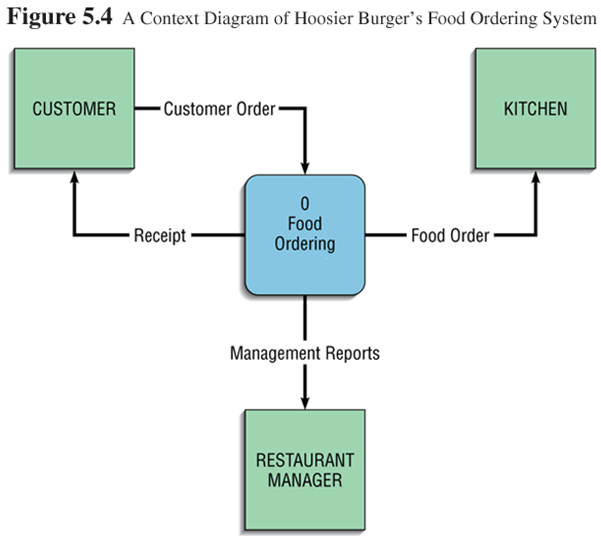 Figure 5.4 A Context Diagram of Hoosier Burger's Food Ordering System
CUSTOMER
Customer Order
KITCHEN
0
Food
Ordering
Receipt
Food Order
Management Reports
RESTAURANT
MANAGER